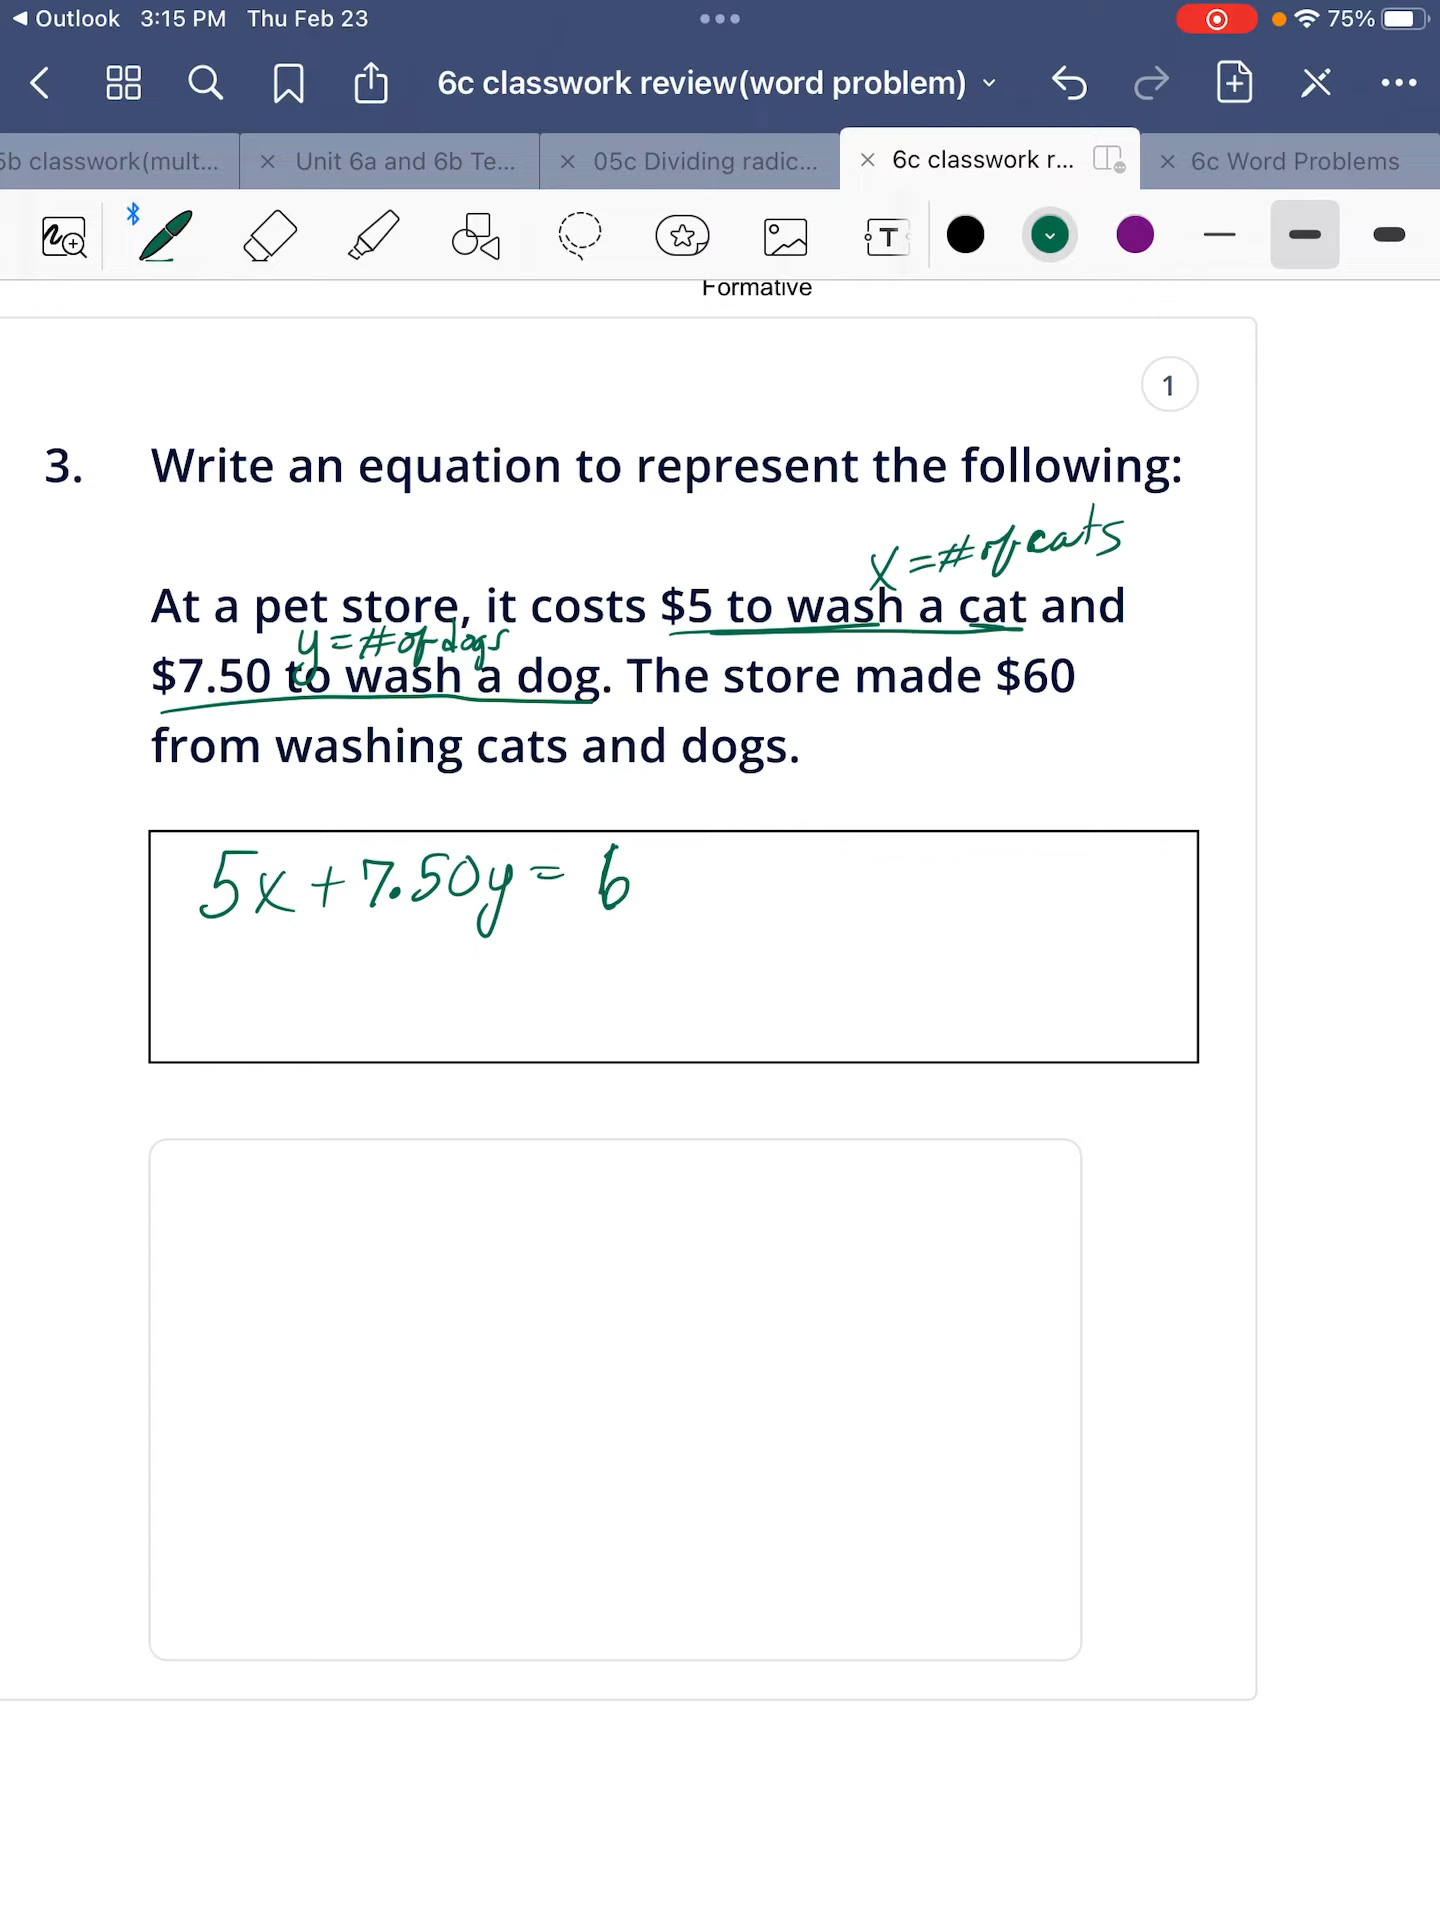 Outlook 3:15 PM Thu Feb 23 75%
6c classwork review(word problem)
5b classwork(mult... Unit 6a and 6b Te... 05c Dividing radic... 6c classwork r... 6c Word Problems
T
Formative
1
3. Write an equation to represent the following:
x = # of cats
At a pet store, it costs $5 to wash a cat and
y = # of dogs
$7.50 to wash a dog. The store made $60
from washing cats and dogs.
5x + 7.50y = 6